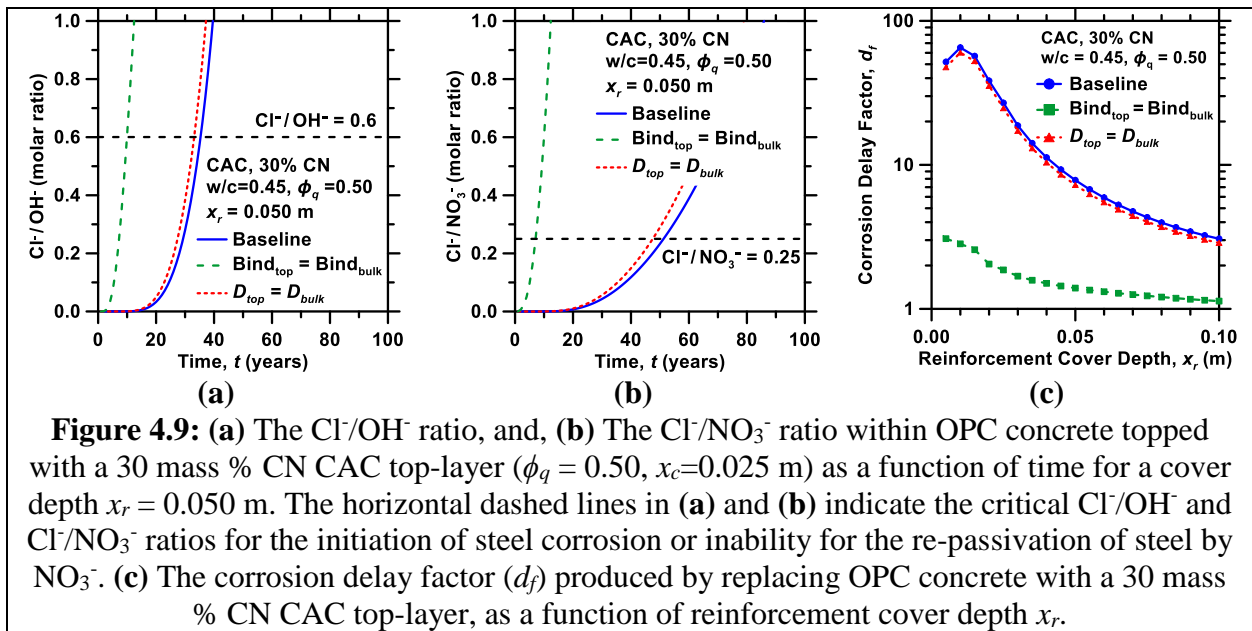 1.0
0.8
0.6
0.4
0.2
0.0
Cl⁻/OH- (molar ratio)
Cl⁻/OH⁻ = 0.6
CAC, 30% CN
w/c=0.45, ϕq = 0.50
xr = 0.050 m
Baseline
Bindtop = Bindbulk
Dtop = Dbulk
0 20 40 60 80 100
Time, t (years)
(a)
1.0
0.8
0.6
0.4
0.2
0.0
Cl⁻/NO₃⁻ (molar ratio)
CAC, 30% CN
w/c=0.45, ϕq =0.50
xr = 0.050 m
Baseline
Bindtop = Bindbulk
Dtop = Dbulk
Cl⁻/NO₃⁻ = 0.25
0 20 40 60 80 100
Time, t (years)
(b)
100
10
1
Corrosion Delay Factor, df
CAC, 30% CN
w/c = 0.45, ϕq = 0.50
Baseline
Bindtop = Bindbulk
Dtop = Dbulk
0.00 0.05 0.10
Reinforcement Cover Depth, xr (m)
(c)
Figure 4.9: (a) The Cl⁻/OH⁻ ratio, and, (b) The Cl⁻/NO₃⁻ ratio within OPC concrete topped
with a 30 mass % CN CAC top-layer (ϕq = 0.50, xc=0.025 m) as a function of time for a cover
depth xr = 0.050 m. The horizontal dashed lines in (a) and (b) indicate the critical Cl⁻/OH⁻ and
Cl⁻/NO₃⁻ ratios for the initiation of steel corrosion or inability for the re-passivation of steel by
NO₃⁻. (c) The corrosion delay factor (df) produced by replacing OPC concrete with a 30 mass
% CN CAC top-layer, as a function of reinforcement cover depth xr.